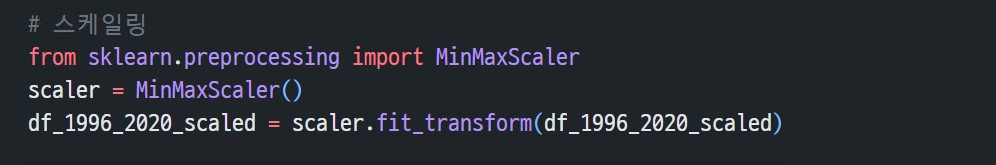 # 스케일링
from sklearn.preprocessing import MinMaxScaler
scaler = MinMaxScaler()
df_1996_2020_scaled = scaler.fit_transform(df_1996_2020_scaled)